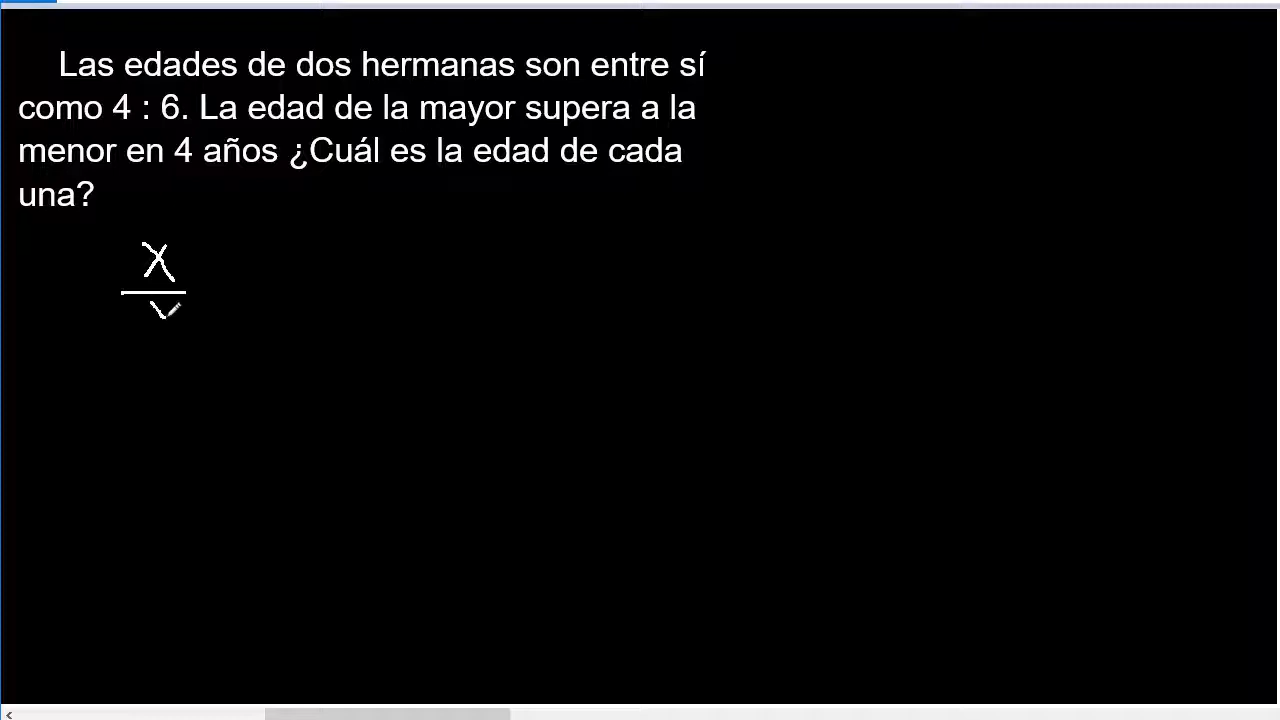 Las edades de dos hermanas son entre sí
como 4 : 6. La edad de la mayor supera a la
menor en 4 años ¿Cuál es la edad de cada
una?
X